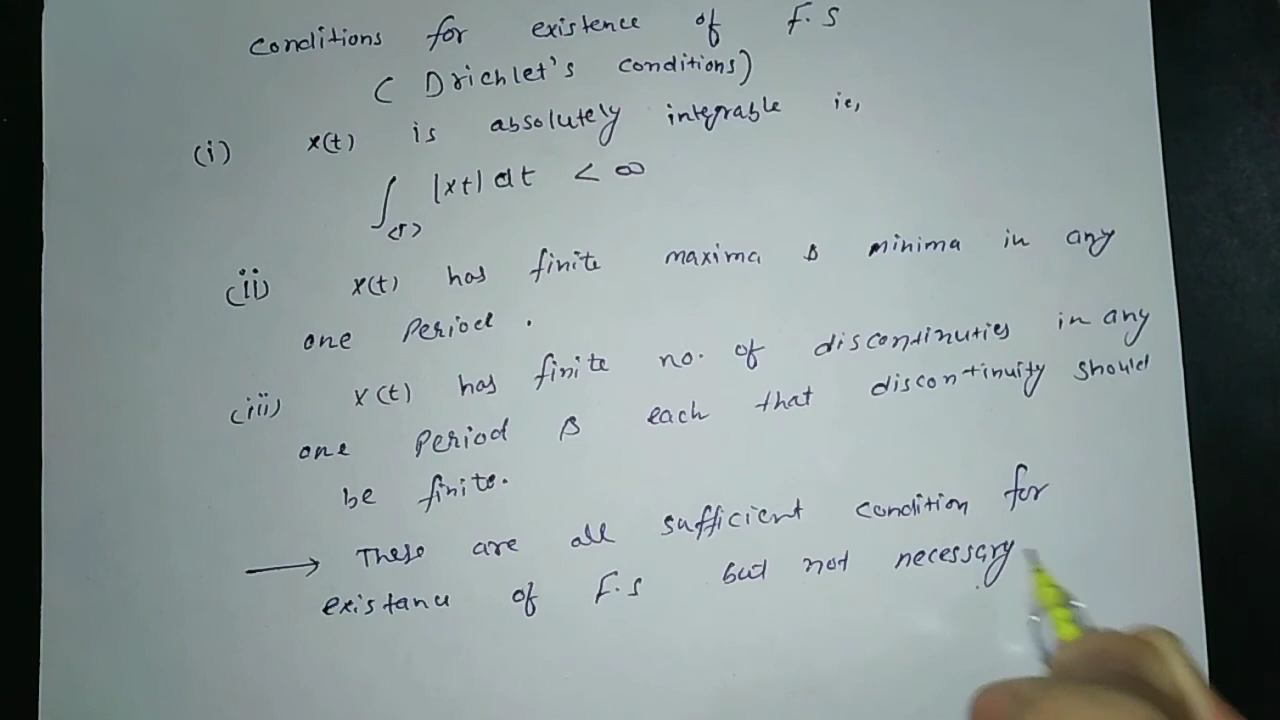 Conditions for existence of F.S
( Drichlet's conditions)
(i) x(t) is absolutely integrable ie,
∫<T> |xt| dt < ∞
(ii) x(t) has finite maxima & minima in any
one Period .
(iii) x(t) has finite no. of discontinuties in any
one Period & each that discontinuity should
be finite.
→ These are all sufficient condition for
existance of F.S but not necessary